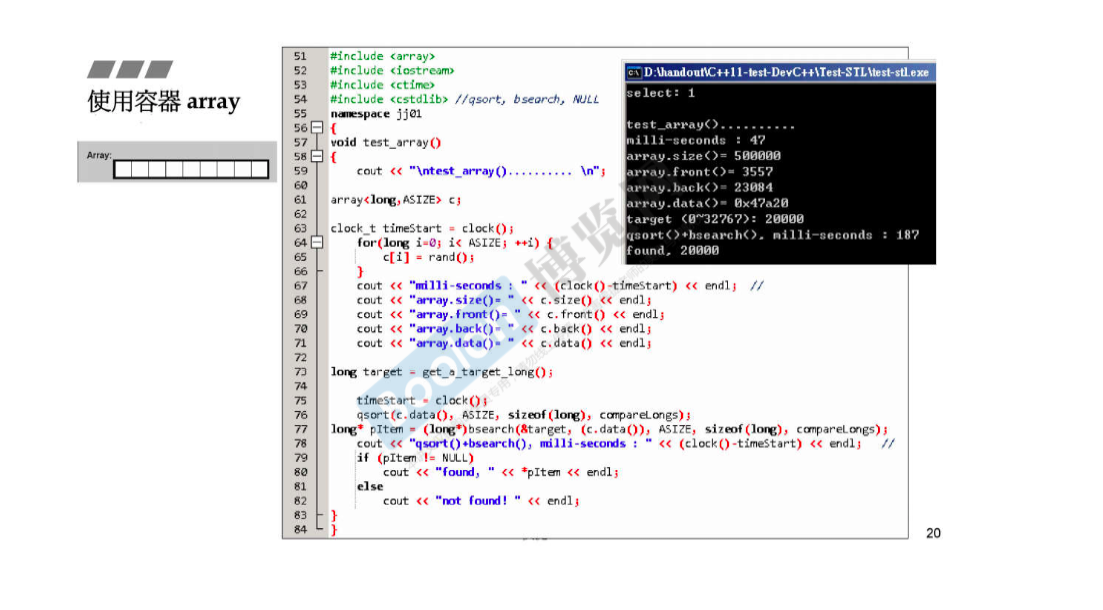 使用容器 array
Array:
51 #include <array>
52 #include <iostream>
53 #include <ctime>
54 #include <cstdlib> //qsort, bsearch, NULL
55 namespace jj01
56 {
57 void test_array()
58 {
59 cout << "\ntest_array().......... \n";
60
61 array<long,ASIZE> c;
62
63 clock_t timeStart = clock();
64 for(long i=0; i< ASIZE; ++i) {
65 c[i] = rand();
66 }
67 cout << "milli-seconds : " << (clock()-timeStart) << endl; //
68 cout << "array.size()= " << c.size() << endl;
69 cout << "array.front()= " << c.front() << endl;
70 cout << "array.back()= " << c.back() << endl;
71 cout << "array.data()= " << c.data() << endl;
72
73 long target = get_a_target_long();
74
75 timeStart = clock();
76 qsort(c.data(), ASIZE, sizeof(long), compareLongs);
77 long* pItem = (long*)bsearch(&target, (c.data()), ASIZE, sizeof(long), compareLongs);
78 cout << "qsort()+bsearch(), milli-seconds : " << (clock()-timeStart) << endl; //
79 if (pItem != NULL)
80 cout << "found, " << *pItem << endl;
81 else
82 cout << "not found! " << endl;
83 }
84 }
D:\handout\C++11-test-DevC++\Test-STL\test-stl.exe
select: 1
test_array()..........
milli-seconds : 47
array.size()= 500000
array.front()= 3557
array.back()= 23084
array.data()= 0x47a20
target (0~32767): 20000
qsort()+bsearch(), milli-seconds : 187
found, 20000
Boolan
博览
20